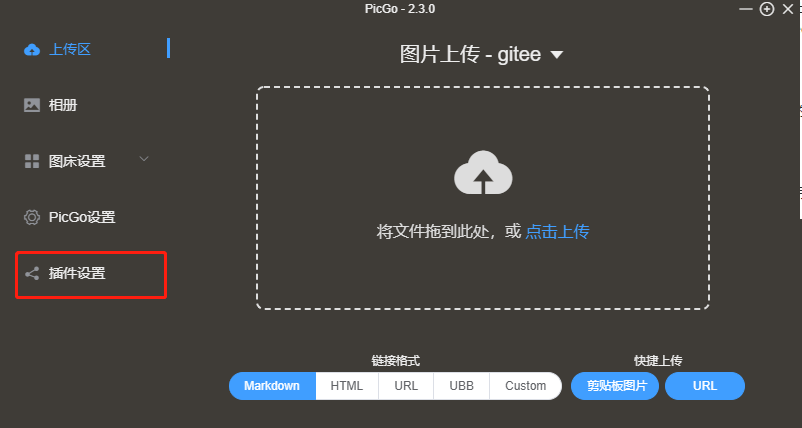 PicGo - 2.3.0
上传区
相册
图床设置
PicGo设置
插件设置
图片上传 - gitee
将文件拖到此处，或 点击上传
链接格式
快捷上传
Markdown HTML URL UBB Custom
剪贴板图片 URL